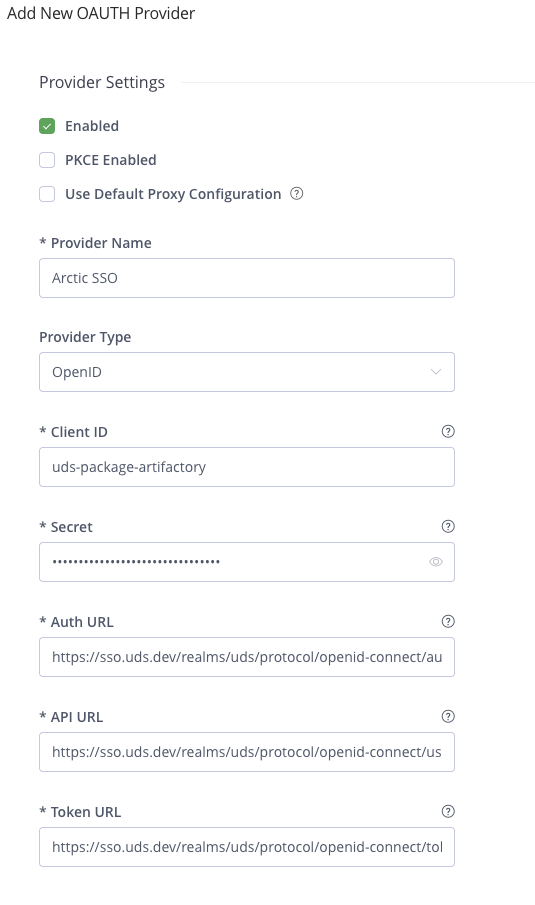 Add New OAUTH Provider
Provider Settings
Enabled
PKCE Enabled
Use Default Proxy Configuration ?
* Provider Name
Arctic SSO
Provider Type
OpenID
* Client ID ?
uds-package-artifactory
* Secret ?
••••••••••••••••••••••••••••••••
* Auth URL ?
https://sso.uds.dev/realms/uds/protocol/openid-connect/au
* API URL ?
https://sso.uds.dev/realms/uds/protocol/openid-connect/us
* Token URL ?
https://sso.uds.dev/realms/uds/protocol/openid-connect/tol